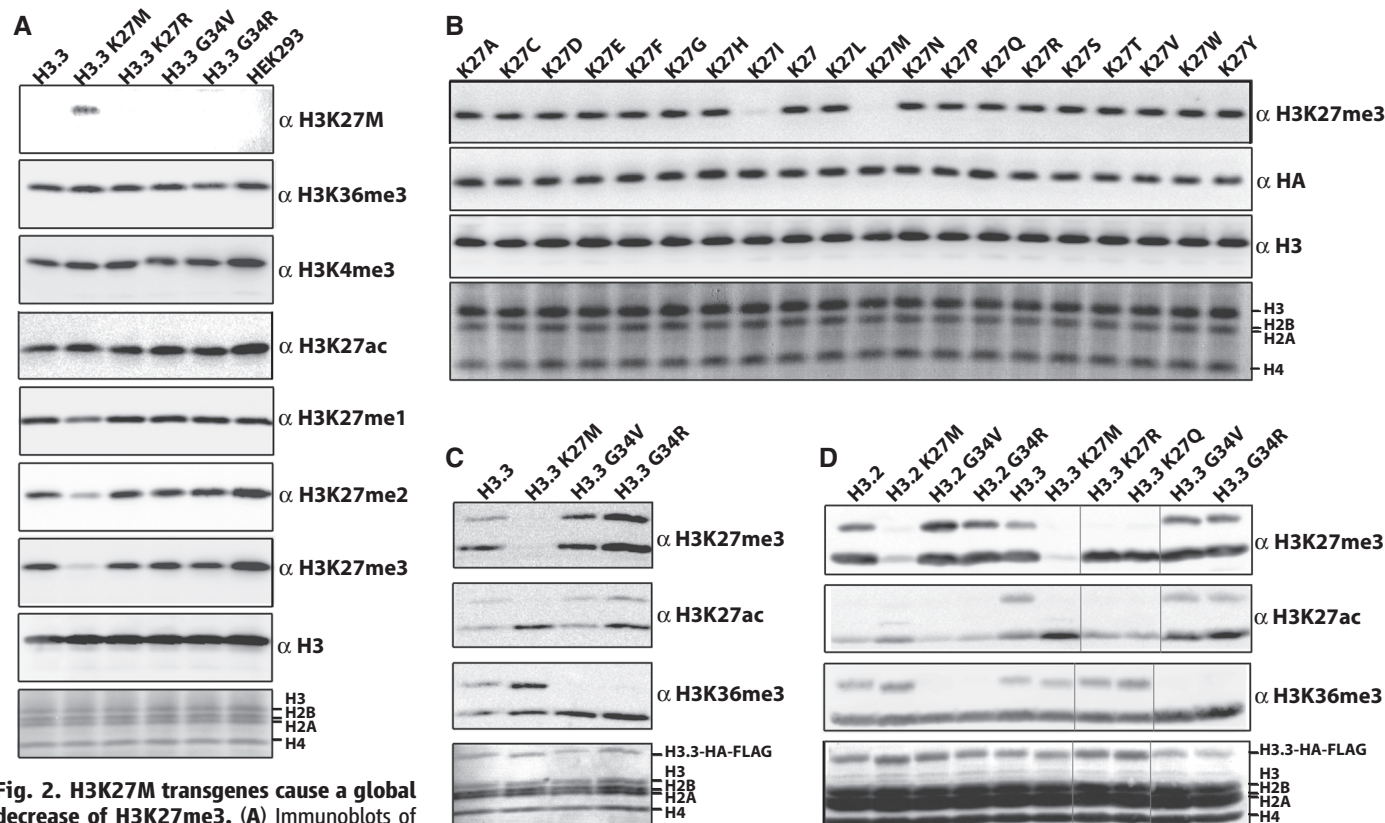 A
H3.3
H3.3 K27M
H3.3 K27R
H3.3 G34V
H3.3 G34R
HEK293
α H3K27M
α H3K36me3
α H3K4me3
α H3K27ac
α H3K27me1
α H3K27me2
α H3K27me3
α H3
H3
H2B
H2A
H4
B
K27A
K27C
K27D
K27E
K27F
K27G
K27H
K27I
K27
K27L
K27M
K27N
K27P
K27Q
K27R
K27S
K27T
K27V
K27W
K27Y
α H3K27me3
α HA
α H3
H3
H2B
H2A
H4
C
H3.3
H3.3 K27M
H3.3 G34V
H3.3 G34R
α H3K27me3
α H3K27ac
α H3K36me3
H3.3-HA-FLAG
H3
H2B
H2A
H4
D
H3.2
H3.2 K27M
H3.2 G34V
H3.2 G34R
H3.3
H3.3 K27M
H3.3 K27R
H3.3 K27Q
H3.3 G34V
H3.3 G34R
α H3K27me3
α H3K27ac
α H3K36me3
H3.3-HA-FLAG
H3
H2B
H2A
H4
Fig. 2. H3K27M transgenes cause a global
decrease of H3K27me3. (A) Immunoblots of